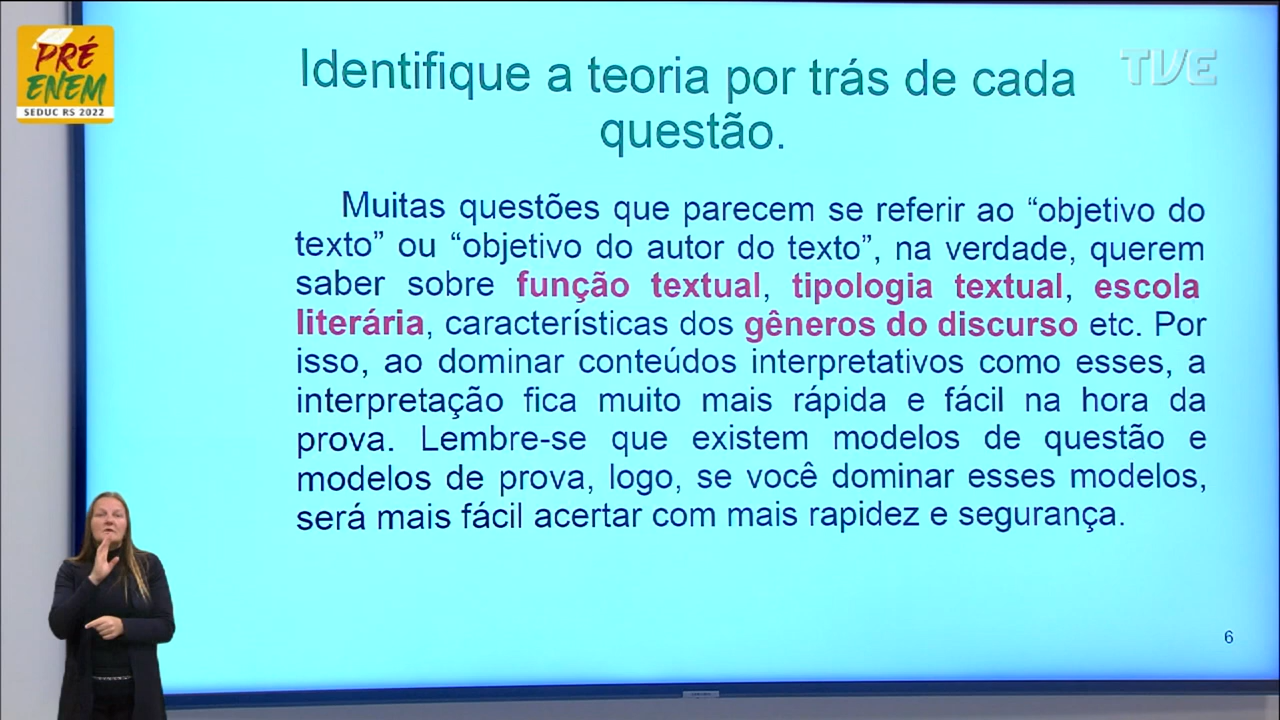 PRÉ
ENEM
SEDUC RS 2022
TVE
Identifique a teoria por trás de cada
questão.
Muitas questões que parecem se referir ao “objetivo do
texto” ou “objetivo do autor do texto”, na verdade, querem
saber sobre função textual, tipologia textual, escola
literária, características dos gêneros do discurso etc. Por
isso, ao dominar conteúdos interpretativos como esses, a
interpretação fica muito mais rápida e fácil na hora da
prova. Lembre-se que existem modelos de questão e
modelos de prova, logo, se você dominar esses modelos,
será mais fácil acertar com mais rapidez e segurança.
6